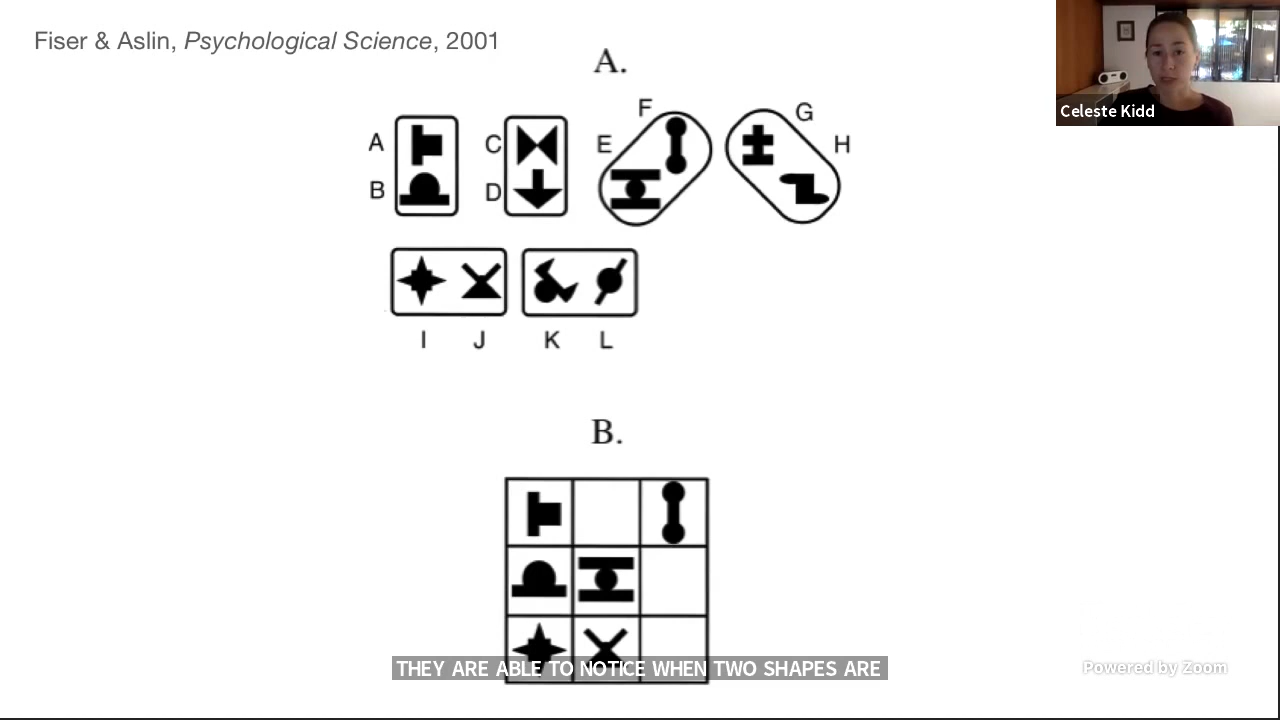 Fiser & Aslin, Psychological Science, 2001
Celeste Kidd
A.
F
G
A
C
E
H
B
D
I J K L
B.
THEY ARE ABLE TO NOTICE WHEN TWO SHAPES ARE
Powered by Zoom